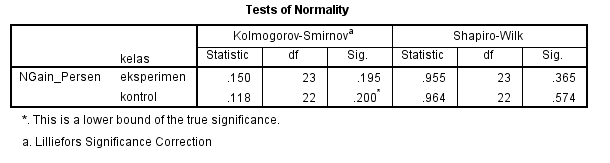 Tests of Normality
Kolmogorov-Smirnovª Shapiro-Wilk
kelas Statistic df Sig. Statistic df Sig.
NGain_Persen eksperimen .150 23 .195 .955 23 .365
kontrol .118 22 .200* .964 22 .574
*. This is a lower bound of the true significance.
a. Lilliefors Significance Correction